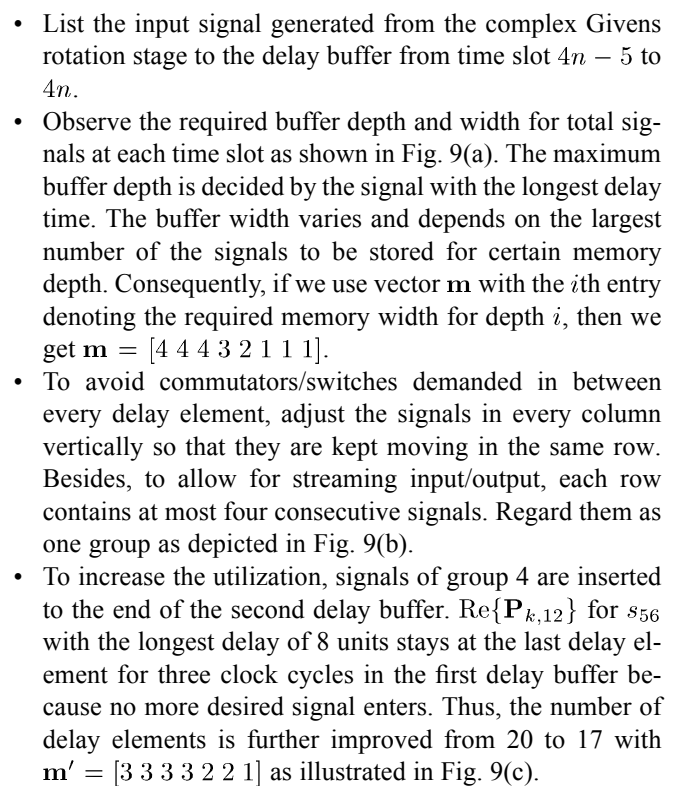 • List the input signal generated from the complex Givens
rotation stage to the delay buffer from time slot 4n − 5 to
4n.
• Observe the required buffer depth and width for total sig-
nals at each time slot as shown in Fig. 9(a). The maximum
buffer depth is decided by the signal with the longest delay
time. The buffer width varies and depends on the largest
number of the signals to be stored for certain memory
depth. Consequently, if we use vector m with the ith entry
denoting the required memory width for depth i, then we
get m = [4 4 4 3 2 1 1 1].
• To avoid commutators/switches demanded in between
every delay element, adjust the signals in every column
vertically so that they are kept moving in the same row.
Besides, to allow for streaming input/output, each row
contains at most four consecutive signals. Regard them as
one group as depicted in Fig. 9(b).
• To increase the utilization, signals of group 4 are inserted
to the end of the second delay buffer. Re{P_{k,12}} for s_{56}
with the longest delay of 8 units stays at the last delay el-
ement for three clock cycles in the first delay buffer be-
cause no more desired signal enters. Thus, the number of
delay elements is further improved from 20 to 17 with
m′ = [3 3 3 3 2 2 1] as illustrated in Fig. 9(c).